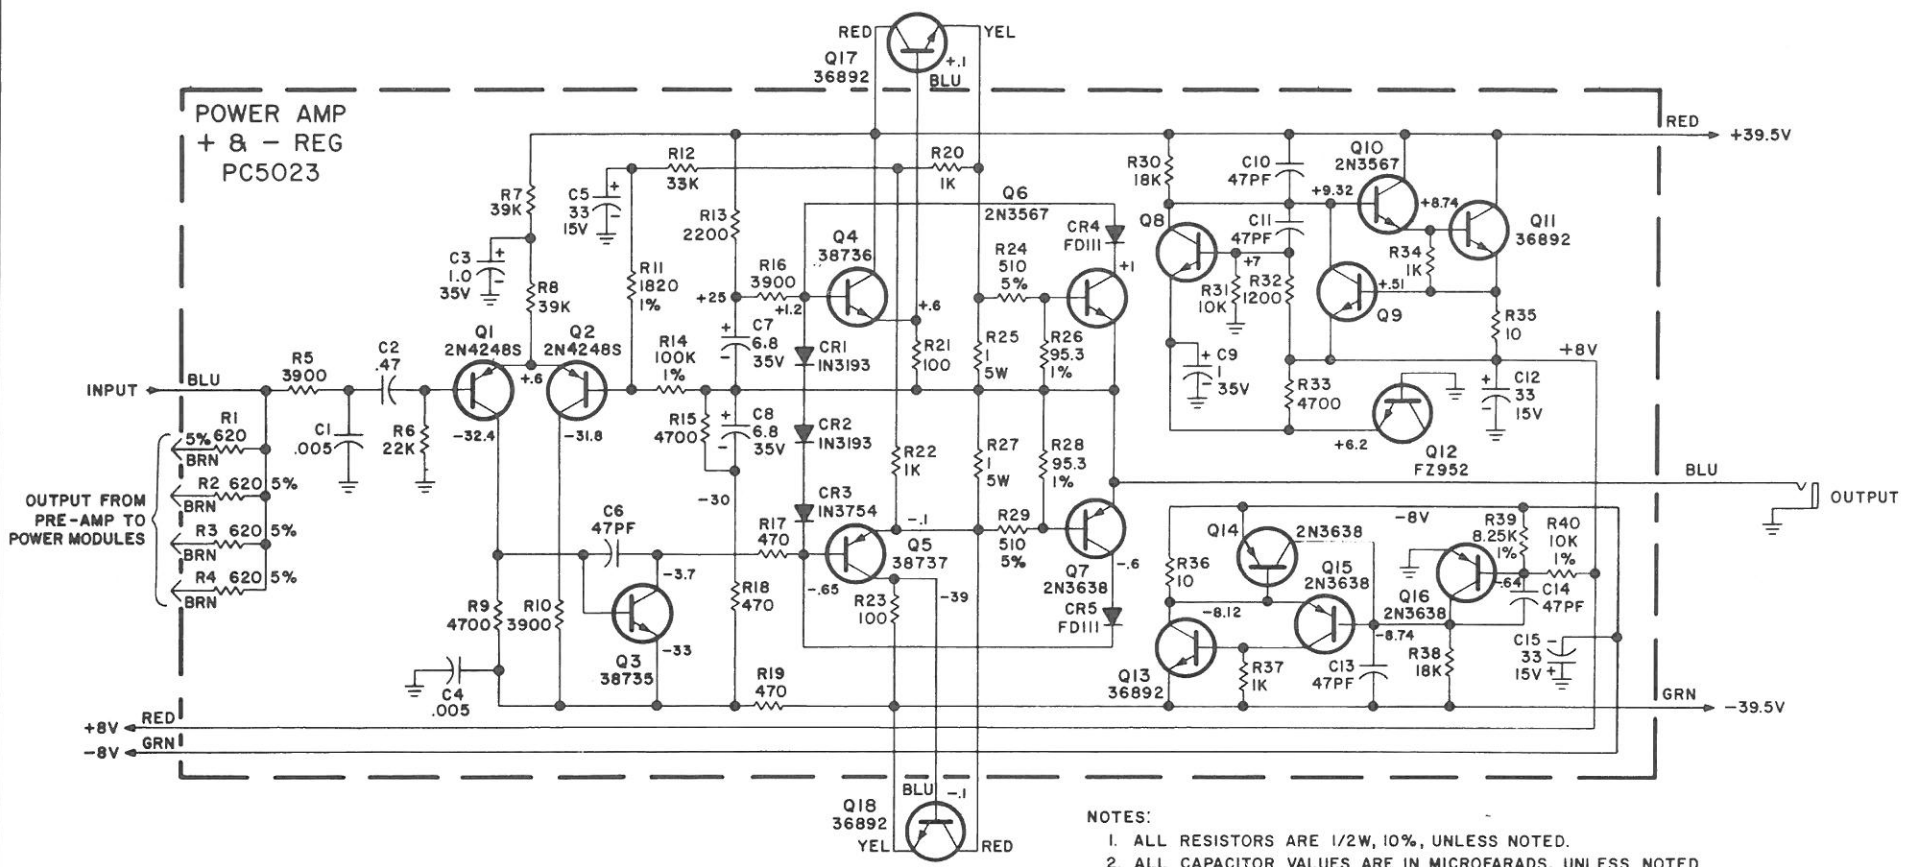 RED
YEL
Q17
36892
+.1
BLU
POWER AMP
+ & - REG
PC5023
RED
+39.5V
R7
39K
C3
1.0
35V
+
-
R8
39K
C5
33
15V
+
-
R12
33K
R11
1820
1%
R13
2200
R20
1K
Q6
2N3567
Q4
38736
R16
3900
+25
+1.2
+.6
CR4
FD111
+1
R24
510
5%
R30
18K
C10
47PF
Q10
2N3567
+9.32
+8.74
Q8
C11
47PF
+7
Q11
36892
R34
1K
R31
10K
R32
1200
+.51
Q9
R35
10
+8V
Q1
2N4248S
Q2
2N4248S
+.6
R14
100K
1%
C7
6.8
35V
+
-
CR1
IN3193
R21
100
R25
1
5W
R26
95.3
1%
C9
1
35V
+
-
R33
4700
C12
33
15V
+
-
+6.2
Q12
FZ952
INPUT
BLU
R5
3900
C2
.47
C1
.005
R6
22K
-32.4
-31.8
R15
4700
C8
6.8
35V
+
-
-30
CR2
IN3193
R22
1K
R27
1
5W
R28
95.3
1%
BLU
OUTPUT
5%
R1
620
BRN
R2 620 5%
BRN
R3 620 5%
BRN
R4 620 5%
BRN
OUTPUT FROM
PRE-AMP TO
POWER MODULES
C6
47PF
-3.7
R17
470
CR3
IN3754
-.1
Q5
38737
-.65
R29
510
5%
Q7
2N3638
-.6
CR5
FD111
R23
100
-39
-8V
Q14
2N3638
R36
10
Q15
2N3638
-8.12
-8.74
R39
8.25K
1%
R40
10K
1%
Q16
2N3638
-.64
C14
47PF
R9
4700
R10
3900
Q3
38735
-33
R18
470
R19
470
C4
.005
Q13
36892
R37
1K
C13
47PF
R38
18K
C15
33
15V
-
+
GRN
-39.5V
+8V
RED
-8V
GRN
BLU
-.1
Q18
36892
YEL
RED
NOTES:
1. ALL RESISTORS ARE 1/2W, 10%, UNLESS NOTED.
2. ALL CAPACITOR VALUES ARE IN MICROFARADS, UNLESS NOTED